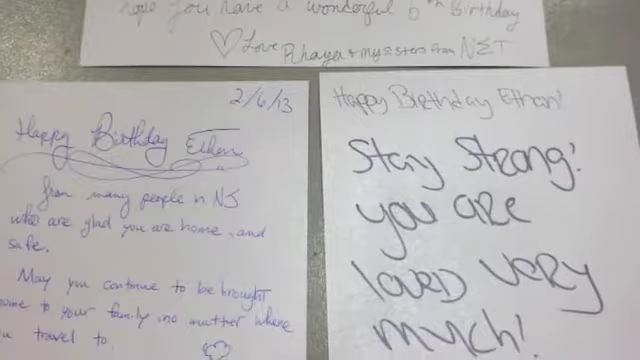 hope you have a wonderful 6th Birthday
♡ Love
+ my sisters from NΣT
2/6/13
Happy Birthday Ethan
from many people in NJ
who are glad you are home, and
safe.
May you continue to be brought
home to your family, no matter where
you travel to.
Happy Birthday Ethan!
Stay Strong!
you are
loved very
much!